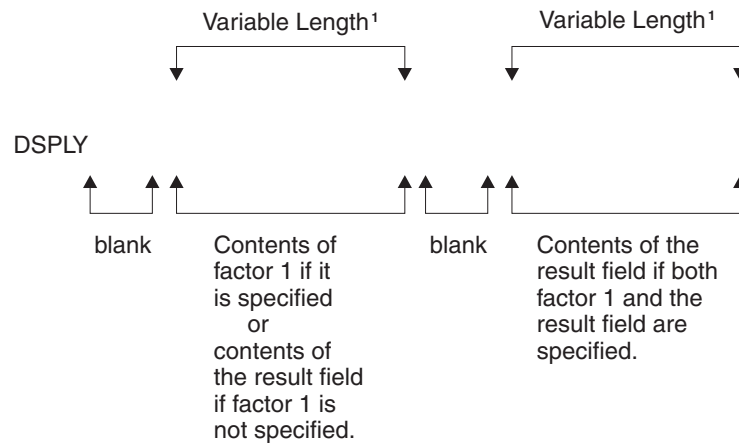 Variable Length¹ Variable Length¹
DSPLY
blank
Contents of
factor 1 if it
is specified
or
contents of
the result field
if factor 1 is
not specified.
blank
Contents of the
result field if both
factor 1 and the
result field are
specified.